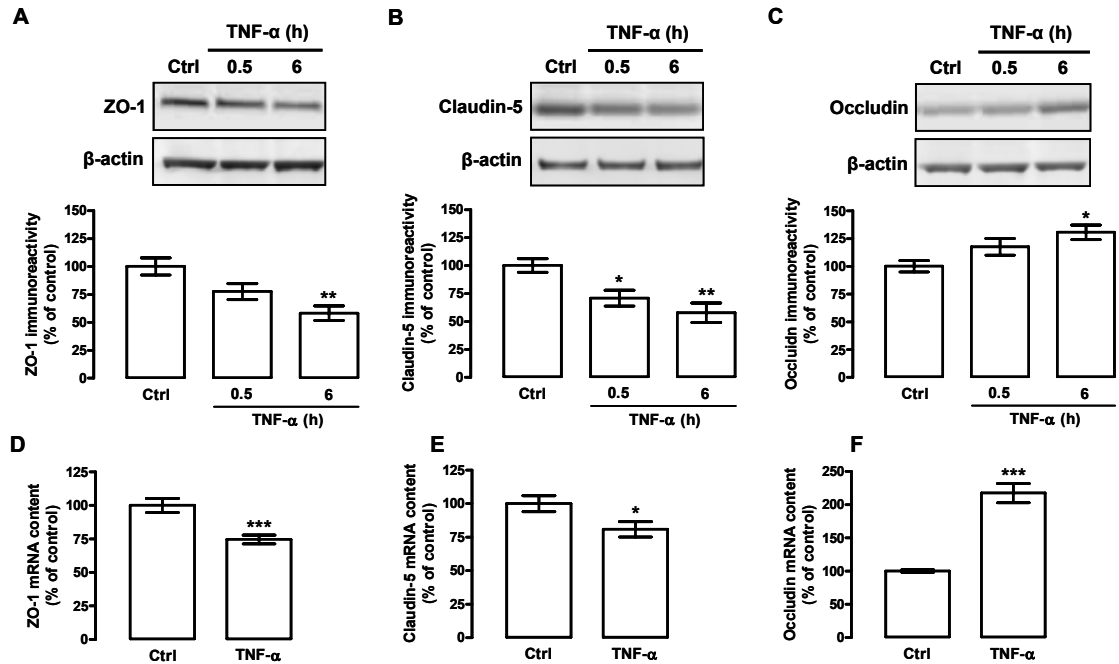 A
TNF-α (h)
Ctrl 0.5 6
ZO-1
β-actin
ZO-1 immunoreactivity
(% of control)
150
125
100
75
50
25
0
**
Ctrl 0.5 6
TNF-α (h)
B
TNF-α (h)
Ctrl 0.5 6
Claudin-5
β-actin
Claudin-5 immunoreactivity
(% of control)
150
125
100
75
50
25
0
*
**
Ctrl 0.5 6
TNF-α (h)
C
TNF-α (h)
Ctrl 0.5 6
Occludin
β-actin
Occluidn immunoreactivity
(% of control)
150
125
100
75
50
25
0
*
Ctrl 0.5 6
TNF-α (h)
D
ZO-1 mRNA content
(% of control)
125
100
75
50
25
0
***
Ctrl TNF-α
E
Claudin-5 mRNA content
(% of control)
125
100
75
50
25
0
*
Ctrl TNF-α
F
Occludin mRNA content
(% of control)
250
200
150
100
50
0
***
Ctrl TNF-α